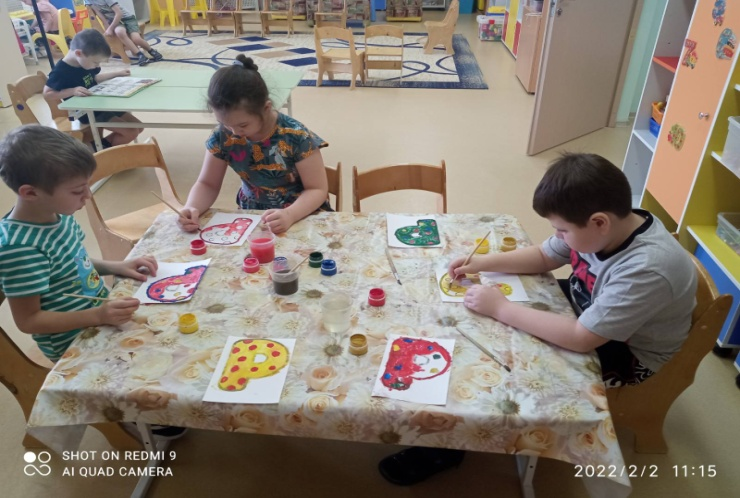 SHOT ON REDMI 9
AI QUAD CAMERA
2022/2/2 11:15